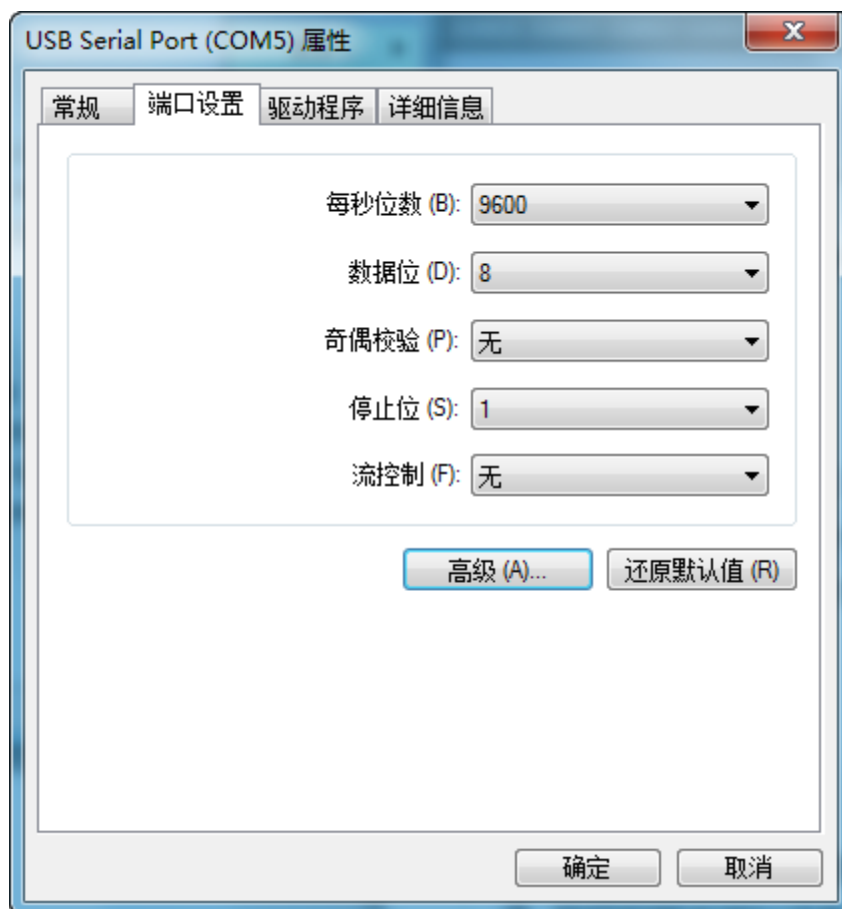 USB Serial Port (COM5) 属性
常规 端口设置 驱动程序 详细信息
每秒位数 (B): 9600
数据位 (D): 8
奇偶校验 (P): 无
停止位 (S): 1
流控制 (F): 无
高级 (A)... 还原默认值 (R)
确定 取消